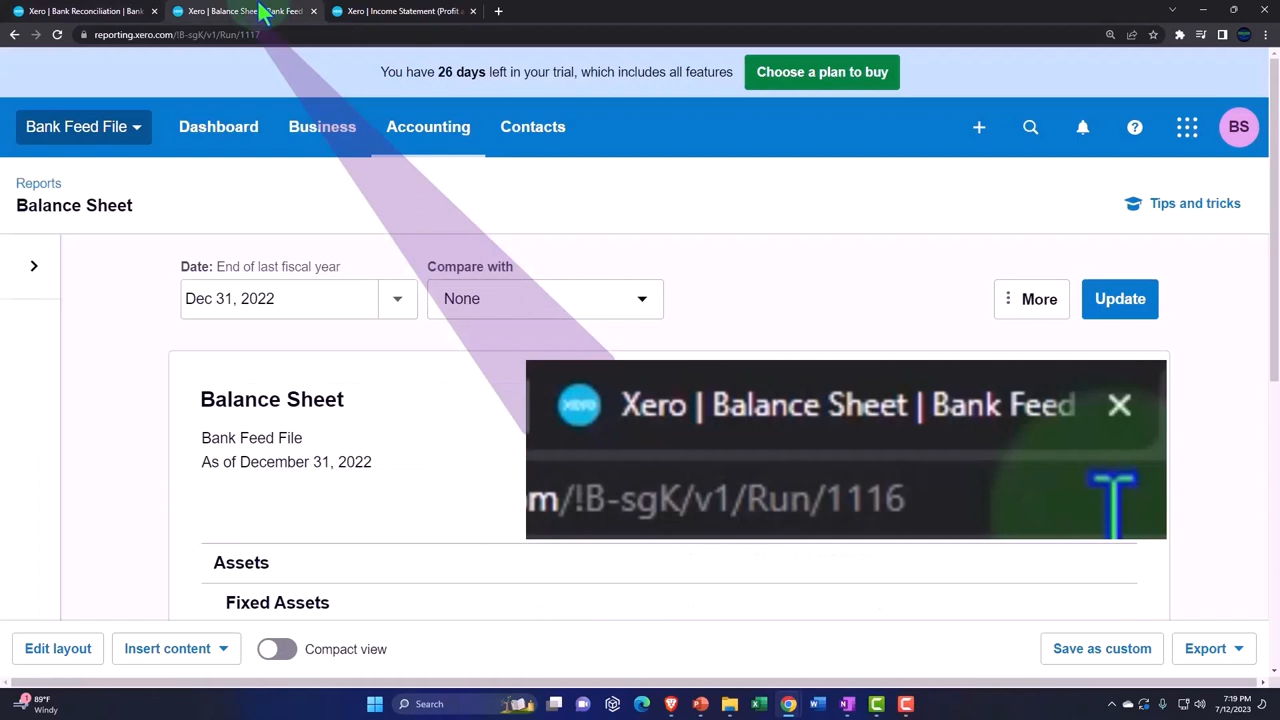 Xero | Bank Reconciliation | Bank
Xero | Balance Sheet | Bank Feed
Xero | Income Statement (Profit a
reporting.xero.com/!B-sgK/v1/Run/1117
You have 26 days left in your trial, which includes all features
Choose a plan to buy
Bank Feed File
Dashboard
Business
Accounting
Contacts
BS
Reports
Balance Sheet
Tips and tricks
Date: End of last fiscal year
Compare with
Dec 31, 2022
None
More
Update
Balance Sheet
Bank Feed File
As of December 31, 2022
XERO
Xero | Balance Sheet | Bank Feed
m/!B-sgK/v1/Run/1116
Assets
Fixed Assets
Edit layout
Insert content
Compact view
Save as custom
Export
1
89°F
Windy
Search
7:19 PM
7/12/2023